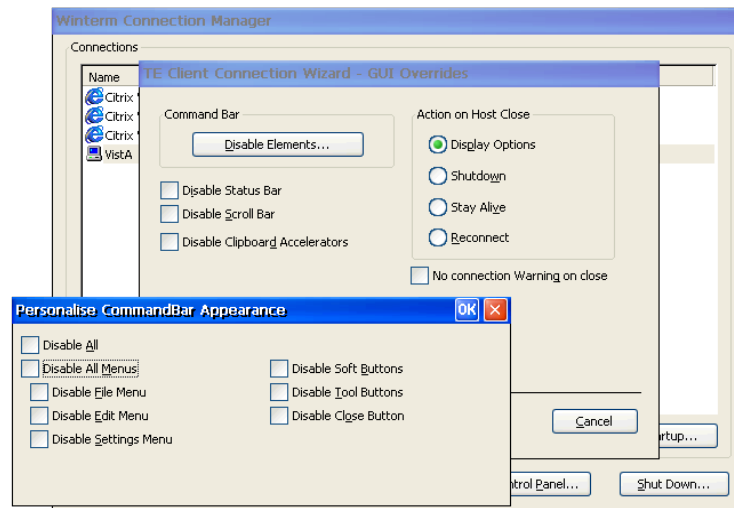 Winterm Connection Manager
Connections
Name
TE Client Connection Wizard - GUI Overrides
Citrix
Citrix
Citrix
VistA
Command Bar
Disable Elements...
Disable Status Bar
Disable Scroll Bar
Disable Clipboard Accelerators
Action on Host Close
Display Options
Shutdown
Stay Alive
Reconnect
No connection Warning on close
Personalise CommandBar Appearance
OK
Disable All
Disable All Menus
Disable File Menu
Disable Edit Menu
Disable Settings Menu
Disable Soft Buttons
Disable Tool Buttons
Disable Close Button
Cancel
rtup...
ntrol Panel...
Shut Down...